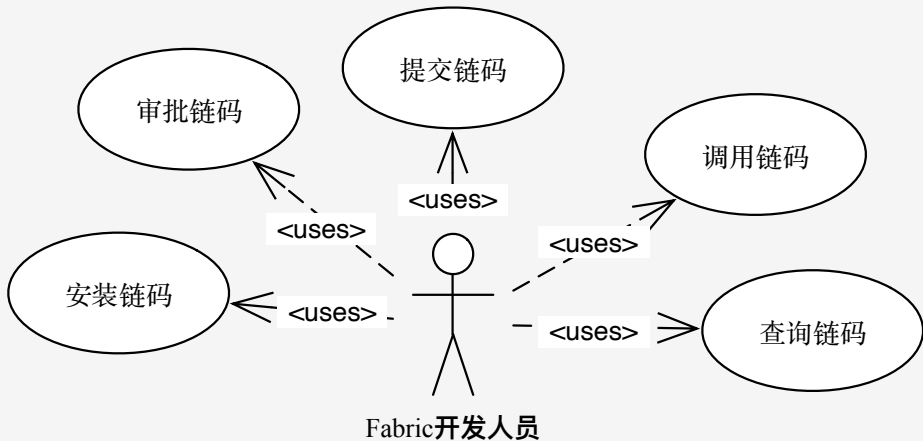 提交链码
审批链码
调用链码
<uses>
<uses>
<uses>
安装链码
<uses>
<uses>
查询链码
Fabric开发人员